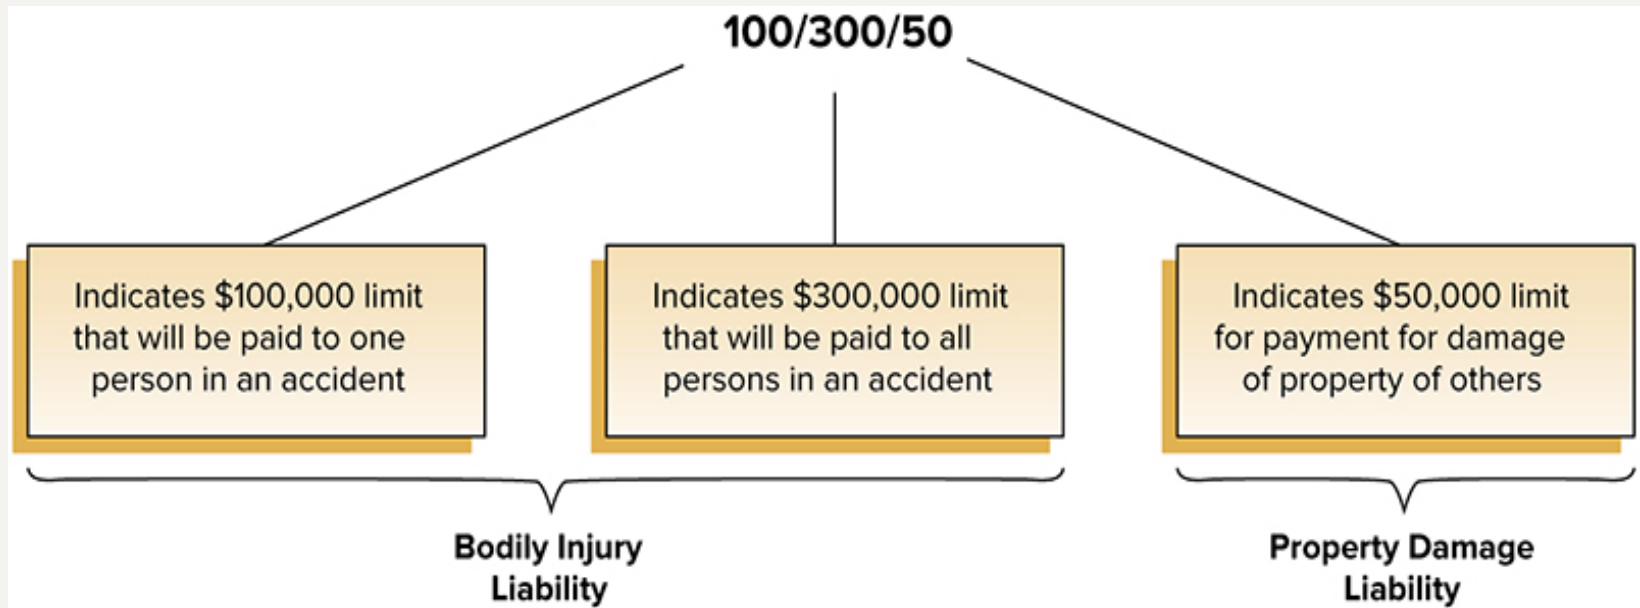 100/300/50
Indicates $100,000 limit
that will be paid to one
person in an accident
Indicates $300,000 limit
that will be paid to all
persons in an accident
Indicates $50,000 limit
for payment for damage
of property of others
Bodily Injury
Liability
Property Damage
Liability